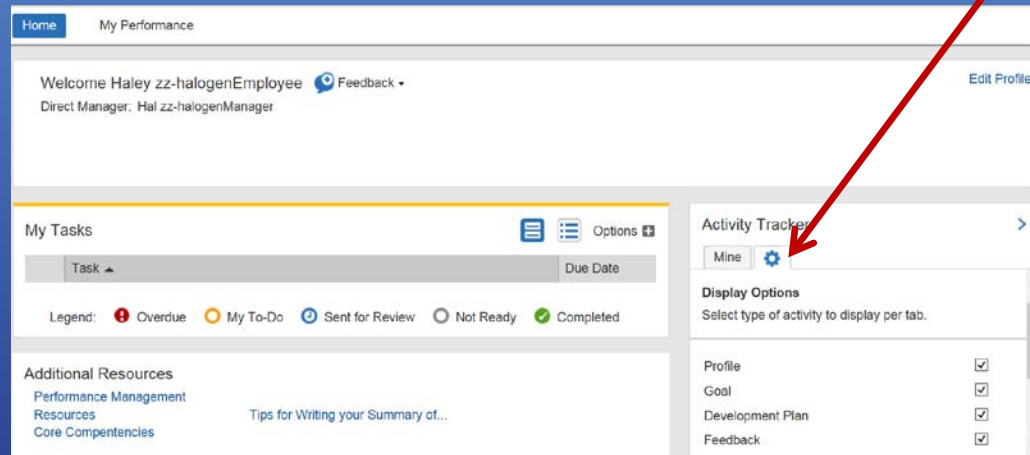 Home My Performance
Welcome Haley zz-halogenEmployee Feedback
Direct Manager: Hal zz-halogenManager
Edit Profile
My Tasks Options
Task Due Date
Legend: Overdue My To-Do Sent for Review Not Ready Completed
Additional Resources
Performance Management
Resources Tips for Writing your Summary of...
Core Compentencies
Activity Tracker
Mine
Display Options
Select type of activity to display per tab.
Profile
Goal
Development Plan
Feedback